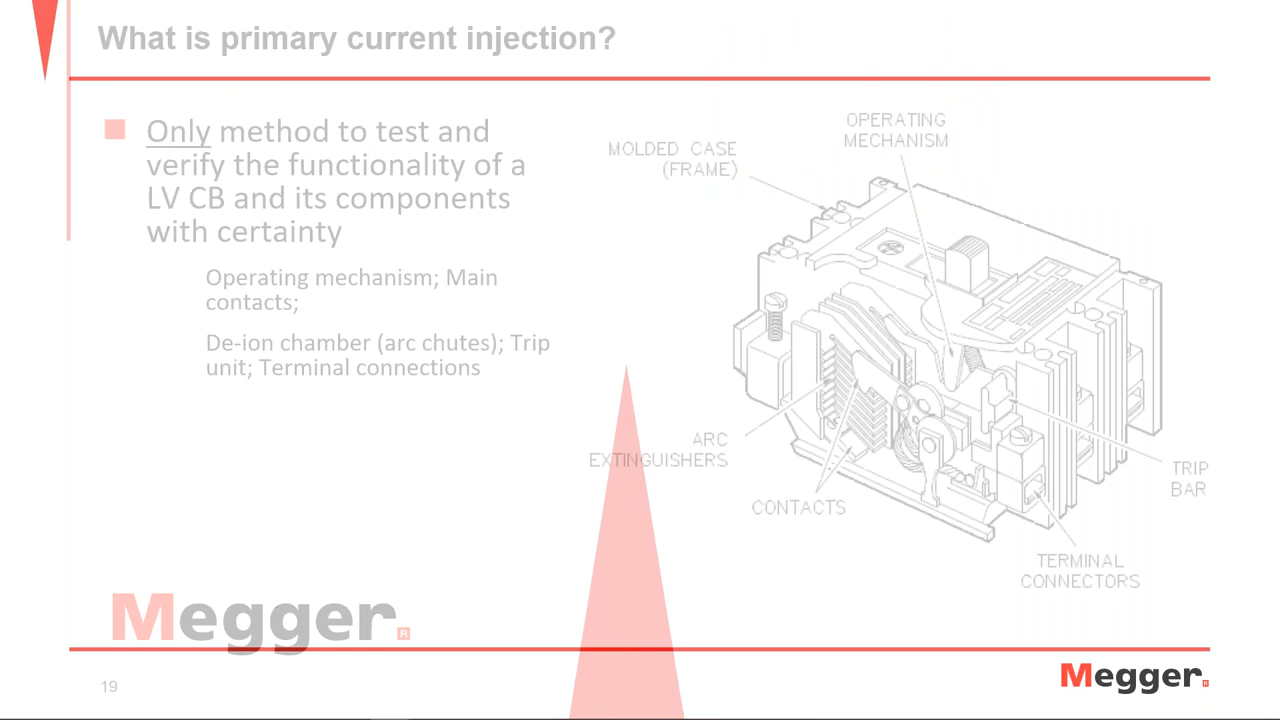 What is primary current injection?
Only method to test and
verify the functionality of a
LV CB and its components
with certainty
Operating mechanism; Main
contacts;
De-ion chamber (arc chutes); Trip
unit; Terminal connections
OPERATING
MECHANISM
MOLDED CASE
(FRAME)
ARC
EXTINGUISHERS
CONTACTS
TRIP
BAR
TERMINAL
CONNECTORS
Megger®
19
Megger®